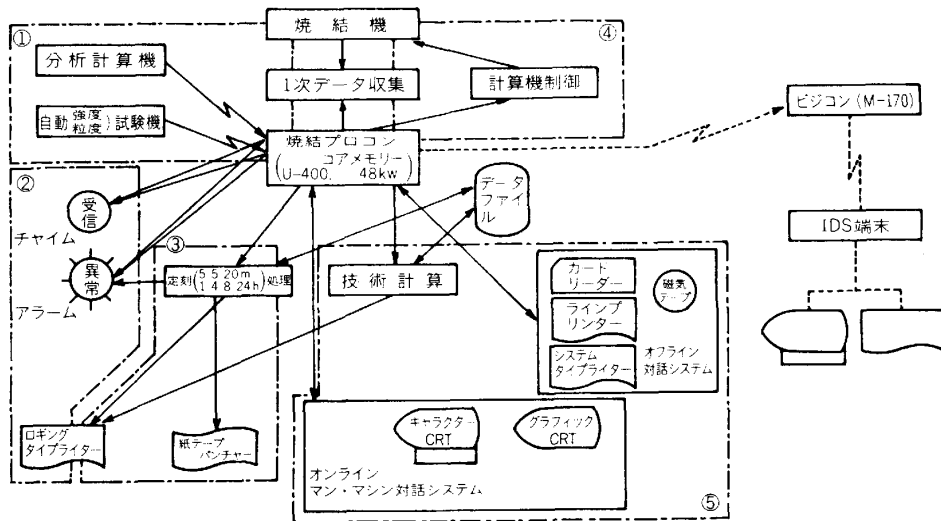 ①
焼結機
④
分析計算機
1次データ収集
計算機制御
ビジコン(M-170)
自動(強度
粒度)試験機
焼結プロコン
(コアメモリー
U-400. 48kw)
②
受信
チャイム
データ
ファイル
IDS端末
③
異常
アラーム
定刻(5 5 20m
1 4 8 24h)処理
技術計算
カート
リーダー
磁気
テープ
ラインプ
リンター
システム
タイプライター
オフライン
対話システム
ロギング
タイプライター
紙テープ
パンチャー
キャラクター
CRT
グラフィック
CRT
オンライン
マン・マシン対話システム
⑤